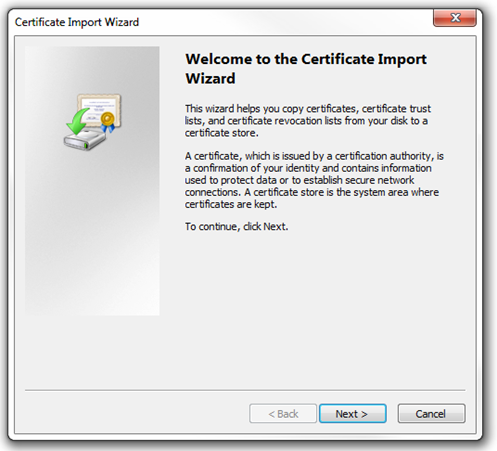 Certificate Import Wizard
Welcome to the Certificate Import
Wizard
This wizard helps you copy certificates, certificate trust
lists, and certificate revocation lists from your disk to a
certificate store.
A certificate, which is issued by a certification authority, is
a confirmation of your identity and contains information
used to protect data or to establish secure network
connections. A certificate store is the system area where
certificates are kept.
To continue, click Next.
< Back Next > Cancel